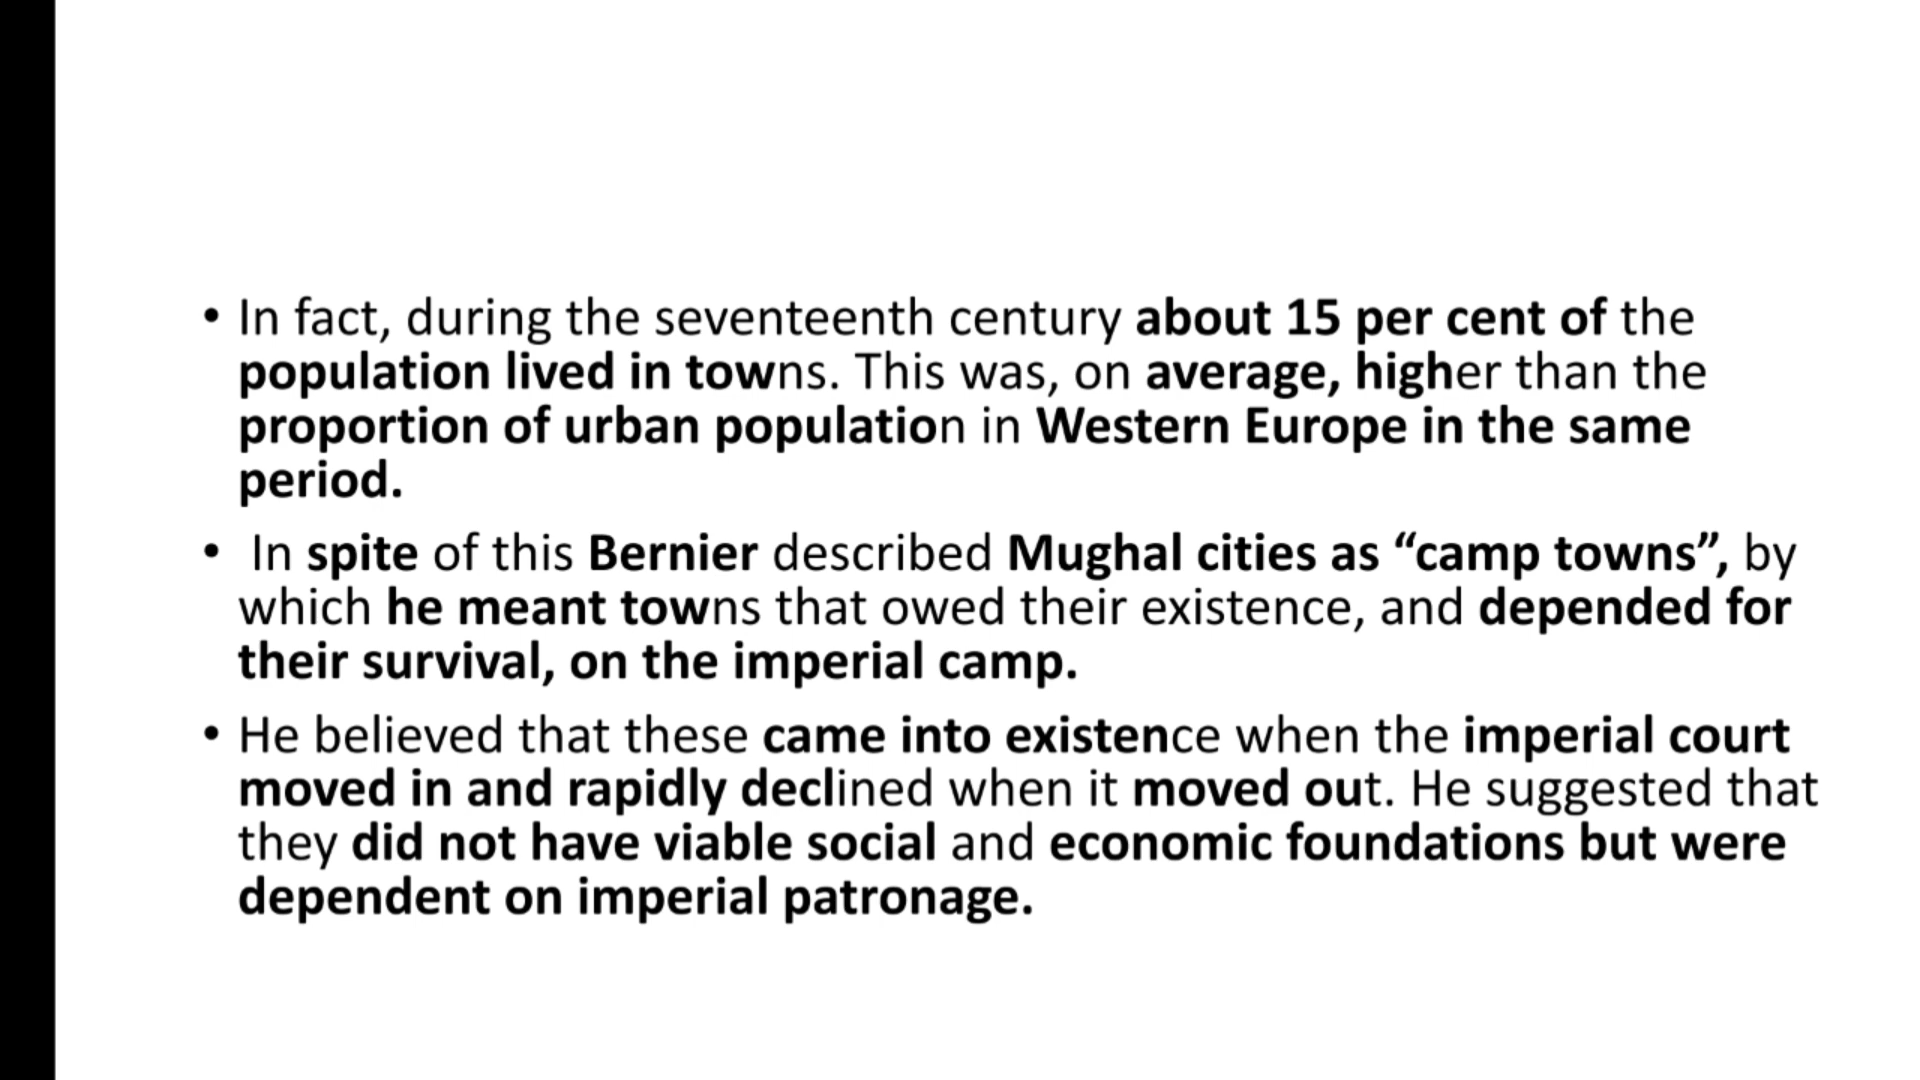 • In fact, during the seventeenth century about 15 per cent of the
population lived in towns. This was, on average, higher than the
proportion of urban population in Western Europe in the same
period.
• In spite of this Bernier described Mughal cities as “camp towns”, by
which he meant towns that owed their existence, and depended for
their survival, on the imperial camp.
• He believed that these came into existence when the imperial court
moved in and rapidly declined when it moved out. He suggested that
they did not have viable social and economic foundations but were
dependent on imperial patronage.